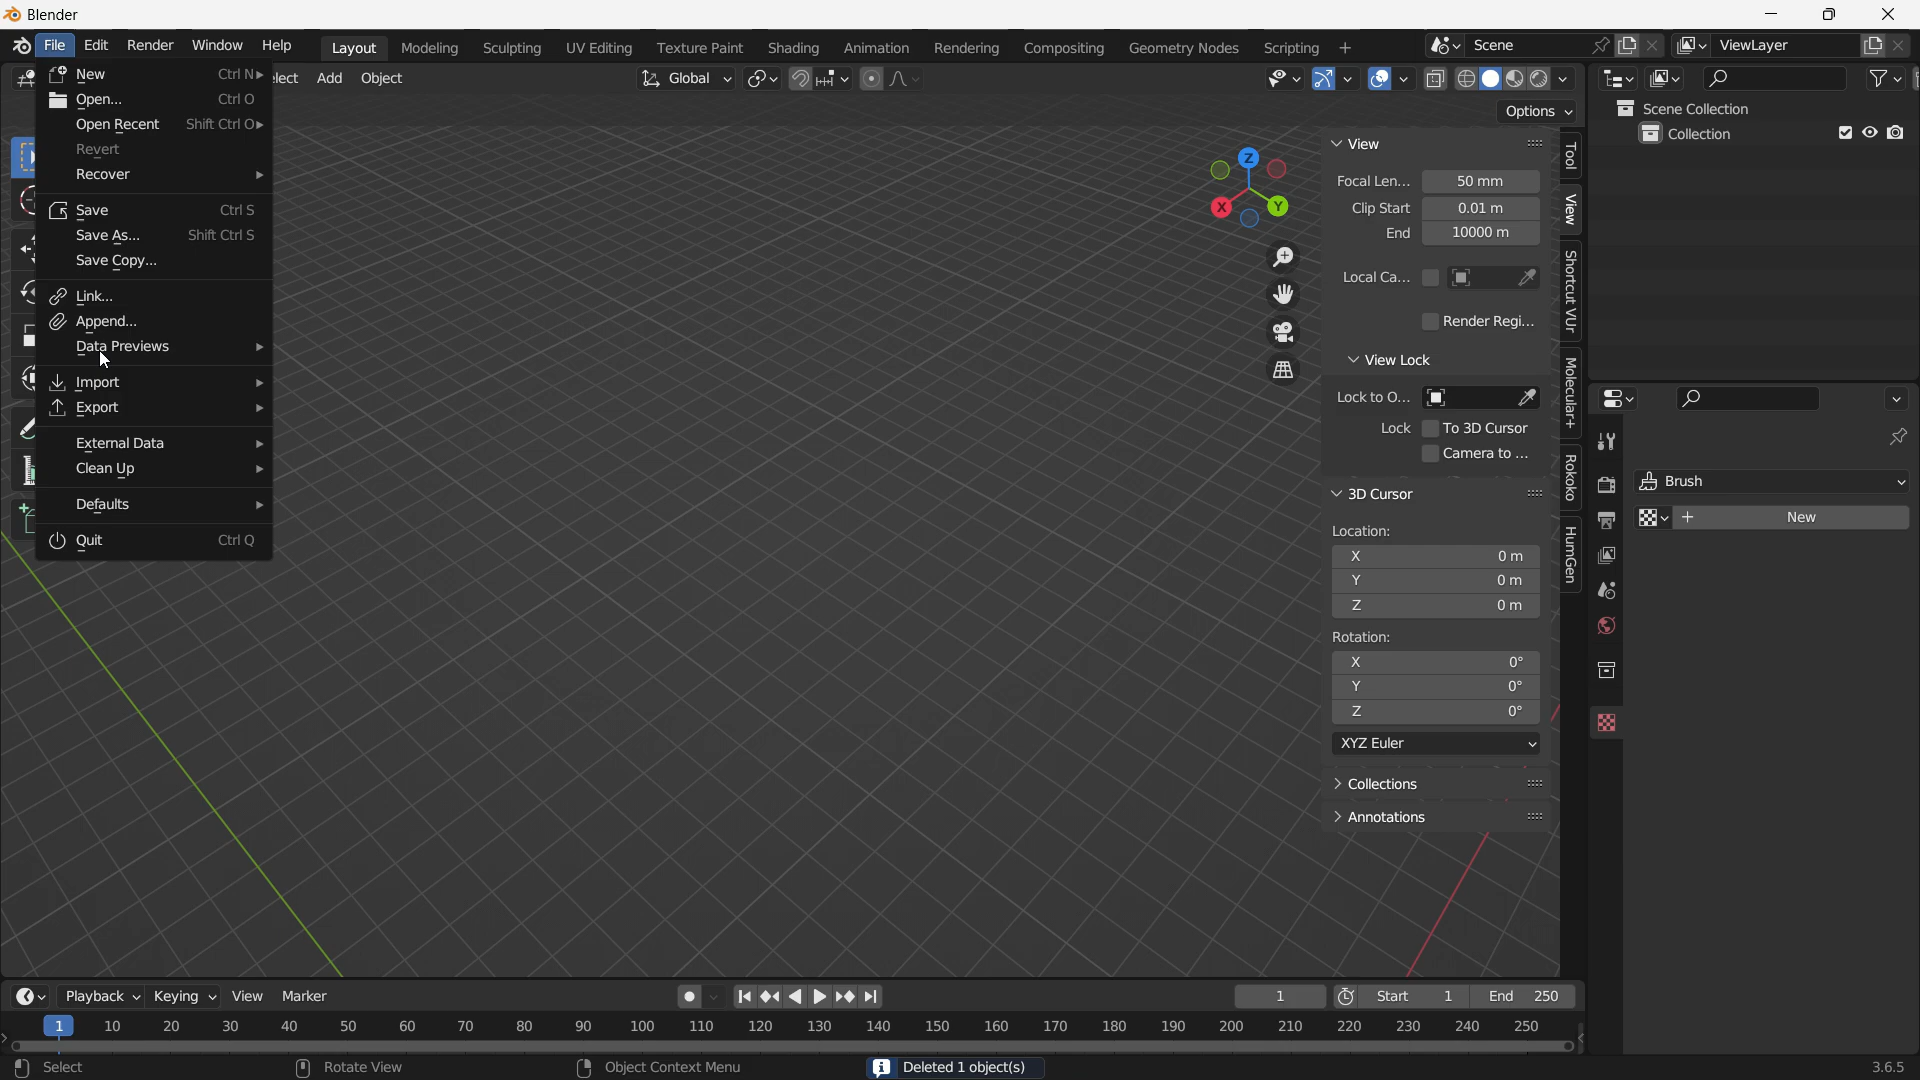 Blender
File Edit Render Window Help Layout Modeling Sculpting UV Editing Texture Paint Shading Animation Rendering Compositing Geometry Nodes Scripting + Scene ViewLayer
lect Add Object Global
Options
New Ctrl N
Open... Ctrl O
Open Recent Shift Ctrl O
Revert
Recover
Save Ctrl S
Save As... Shift Ctrl S
Save Copy...
Link...
Append...
Data Previews
Import
Export
External Data
Clean Up
Defaults
Quit Ctrl Q
Z
X
Y
View
Focal Len... 50 mm
Clip Start 0.01 m
End 10000 m
Local Ca...
Render Regi...
View Lock
Lock to O...
Lock To 3D Cursor
Camera to ...
3D Cursor
Location:
X 0 m
Y 0 m
Z 0 m
Rotation:
X 0°
Y 0°
Z 0°
XYZ Euler
Collections
Annotations
Tool
View
Shortcut VUr
Molecular+
Rokoko
HumGen
Scene Collection
Collection
Brush
+ New
Playback Keying View Marker 1 Start 1 End 250
1 10 20 30 40 50 60 70 80 90 100 110 120 130 140 150 160 170 180 190 200 210 220 230 240 250
Select Rotate View Object Context Menu Deleted 1 object(s) 3.6.5